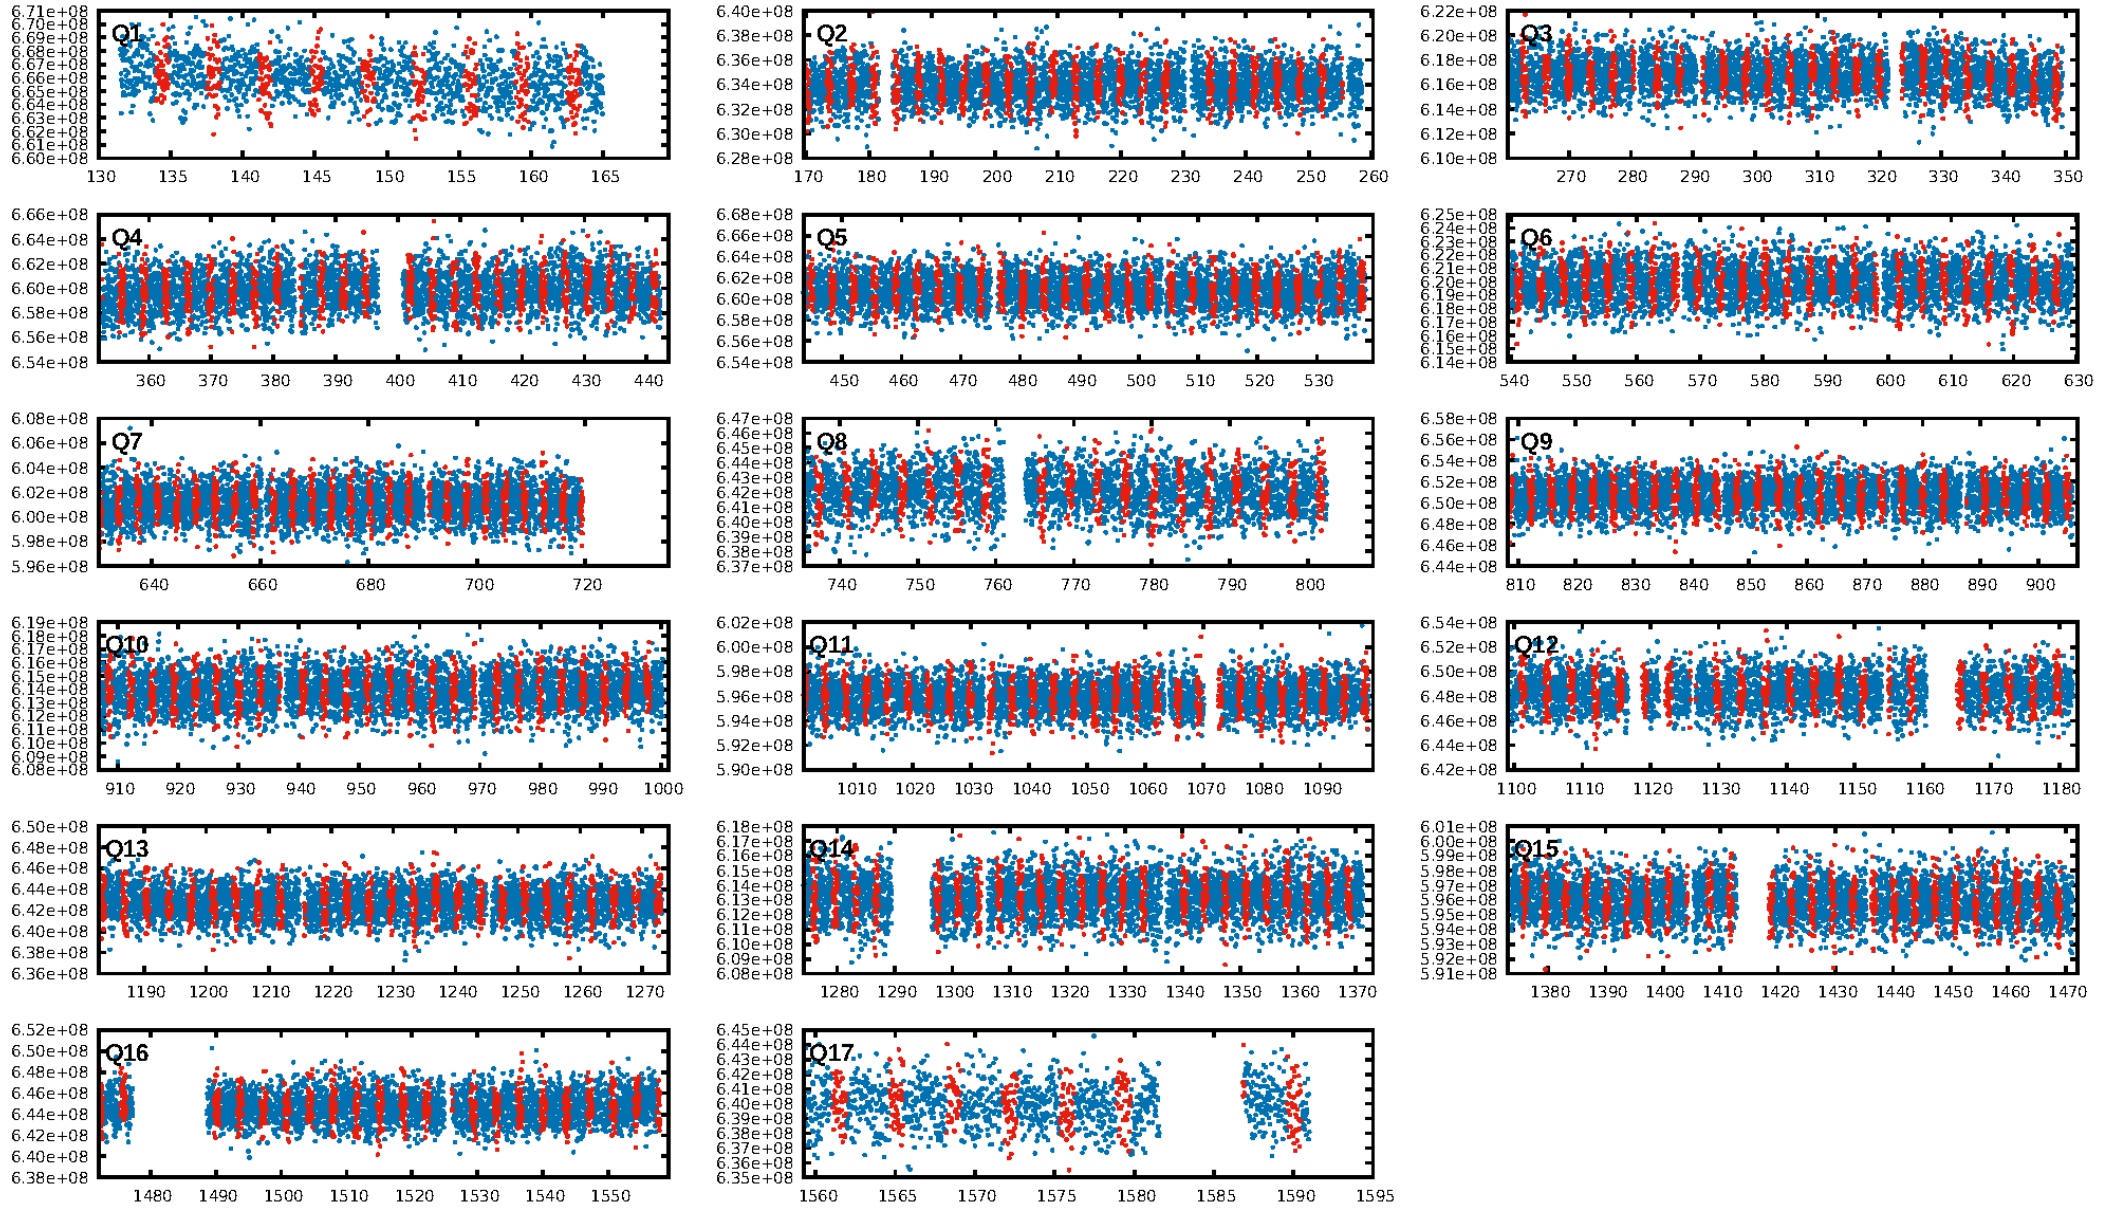 Q1
6.71e+08
6.70e+08
6.69e+08
6.68e+08
6.67e+08
6.66e+08
6.65e+08
6.64e+08
6.63e+08
6.62e+08
6.61e+08
6.60e+08
130 135 140 145 150 155 160 165
Q2
6.40e+08
6.38e+08
6.36e+08
6.34e+08
6.32e+08
6.30e+08
6.28e+08
170 180 190 200 210 220 230 240 250 260
Q3
6.22e+08
6.20e+08
6.18e+08
6.16e+08
6.14e+08
6.12e+08
6.10e+08
270 280 290 300 310 320 330 340 350
Q4
6.66e+08
6.64e+08
6.62e+08
6.60e+08
6.58e+08
6.56e+08
6.54e+08
360 370 380 390 400 410 420 430 440
Q5
6.68e+08
6.66e+08
6.64e+08
6.62e+08
6.60e+08
6.58e+08
6.56e+08
6.54e+08
450 460 470 480 490 500 510 520 530
Q6
6.25e+08
6.24e+08
6.23e+08
6.22e+08
6.21e+08
6.20e+08
6.19e+08
6.18e+08
6.17e+08
6.16e+08
6.15e+08
6.14e+08
540 550 560 570 580 590 600 610 620 630
Q7
6.08e+08
6.06e+08
6.04e+08
6.02e+08
6.00e+08
5.98e+08
5.96e+08
640 660 680 700 720
Q8
6.47e+08
6.46e+08
6.45e+08
6.44e+08
6.43e+08
6.42e+08
6.41e+08
6.40e+08
6.39e+08
6.38e+08
6.37e+08
740 750 760 770 780 790 800
Q9
6.58e+08
6.56e+08
6.54e+08
6.52e+08
6.50e+08
6.48e+08
6.46e+08
6.44e+08
810 820 830 840 850 860 870 880 890 900
Q10
6.19e+08
6.18e+08
6.17e+08
6.16e+08
6.15e+08
6.14e+08
6.13e+08
6.12e+08
6.11e+08
6.10e+08
6.09e+08
6.08e+08
910 920 930 940 950 960 970 980 990 1000
Q11
6.02e+08
6.00e+08
5.98e+08
5.96e+08
5.94e+08
5.92e+08
5.90e+08
1010 1020 1030 1040 1050 1060 1070 1080 1090
Q12
6.54e+08
6.52e+08
6.50e+08
6.48e+08
6.46e+08
6.44e+08
6.42e+08
1100 1110 1120 1130 1140 1150 1160 1170 1180
Q13
6.50e+08
6.48e+08
6.46e+08
6.44e+08
6.42e+08
6.40e+08
6.38e+08
6.36e+08
1190 1200 1210 1220 1230 1240 1250 1260 1270
Q14
6.18e+08
6.17e+08
6.16e+08
6.15e+08
6.14e+08
6.13e+08
6.12e+08
6.11e+08
6.10e+08
6.09e+08
6.08e+08
1280 1290 1300 1310 1320 1330 1340 1350 1360 1370
Q15
6.01e+08
6.00e+08
5.99e+08
5.98e+08
5.97e+08
5.96e+08
5.95e+08
5.94e+08
5.93e+08
5.92e+08
5.91e+08
1380 1390 1400 1410 1420 1430 1440 1450 1460 1470
Q16
6.52e+08
6.50e+08
6.48e+08
6.46e+08
6.44e+08
6.42e+08
6.40e+08
6.38e+08
1480 1490 1500 1510 1520 1530 1540 1550
Q17
6.45e+08
6.44e+08
6.43e+08
6.42e+08
6.41e+08
6.40e+08
6.39e+08
6.38e+08
6.37e+08
6.36e+08
6.35e+08
1560 1565 1570 1575 1580 1585 1590 1595